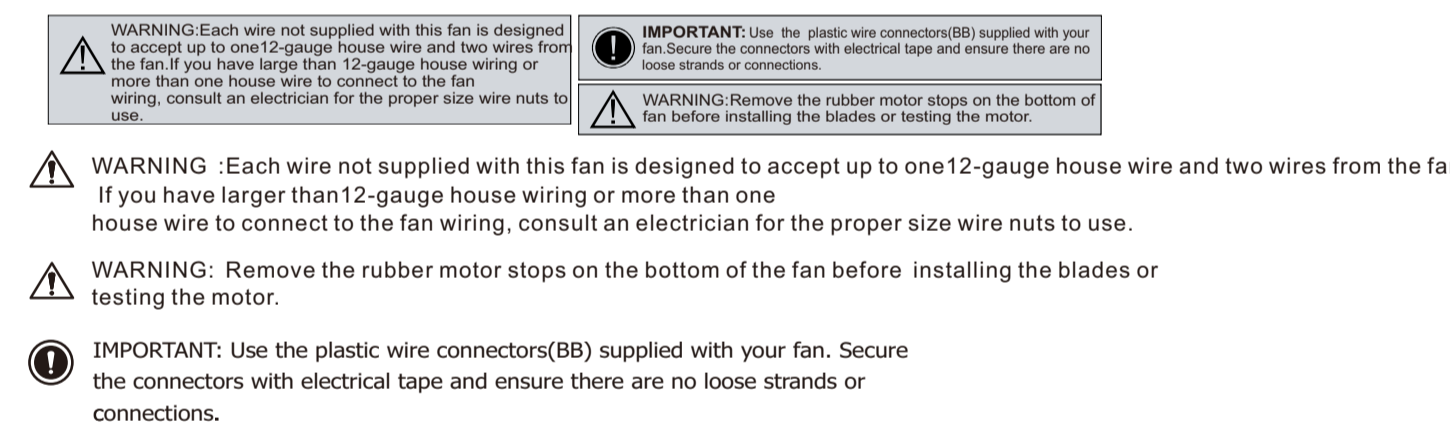 WARNING:Each wire not supplied with this fan is designed
to accept up to one12-gauge house wire and two wires from
the fan.If you have large than 12-gauge house wiring or
more than one house wire to connect to the fan
wiring, consult an electrician for the proper size wire nuts to
use.
IMPORTANT: Use the plastic wire connectors(BB) supplied with your
fan.Secure the connectors with electrical tape and ensure there are no
loose strands or connections.
WARNING:Remove the rubber motor stops on the bottom of
fan before installing the blades or testing the motor.
WARNING :Each wire not supplied with this fan is designed to accept up to one12-gauge house wire and two wires from the
If you have larger than12-gauge house wiring or more than one
house wire to connect to the fan wiring, consult an electrician for the proper size wire nuts to use.
WARNING: Remove the rubber motor stops on the bottom of the fan before installing the blades or
testing the motor.
IMPORTANT: Use the plastic wire connectors(BB) supplied with your fan. Secure
the connectors with electrical tape and ensure there are no loose strands or
connections.